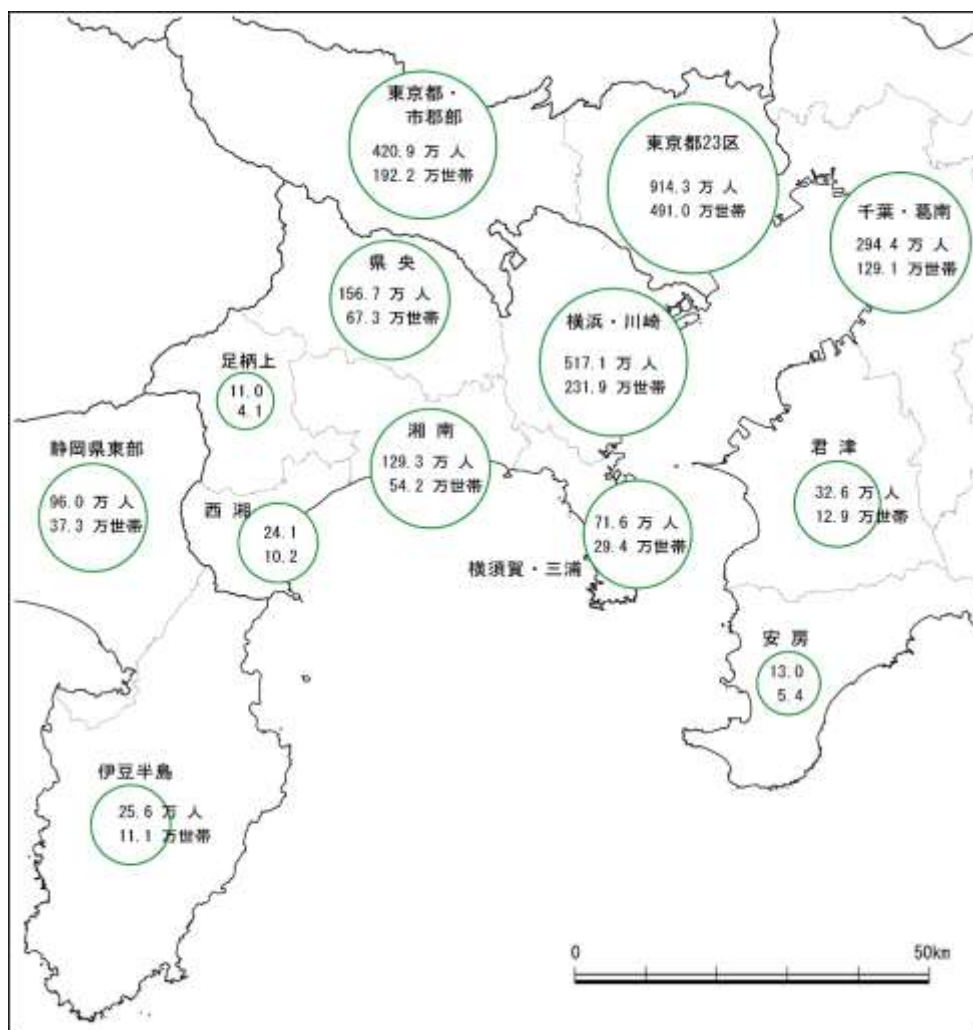 東京都・
市郡部
420.9 万 人
192.2 万世帯
東京都23区
914.3 万 人
491.0 万世帯
千葉・葛南
294.4 万 人
129.1 万世帯
県 央
156.7 万 人
67.3 万世帯
横浜・川崎
517.1 万 人
231.9 万世帯
足柄上
11.0
4.1
湘 南
129.3 万 人
54.2 万世帯
静岡県東部
96.0 万 人
37.3 万世帯
君 津
32.6 万 人
12.9 万世帯
西 湘
24.1
10.2
71.6 万 人
29.4 万世帯
横須賀・三浦
安 房
13.0
5.4
伊豆半島
25.6 万 人
11.1 万世帯
0 50km